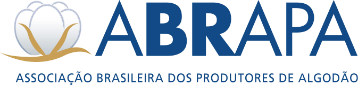 ABRAPA
ASSOCIAÇÃO BRASILEIRA DOS PRODUTORES DE ALGODÃO